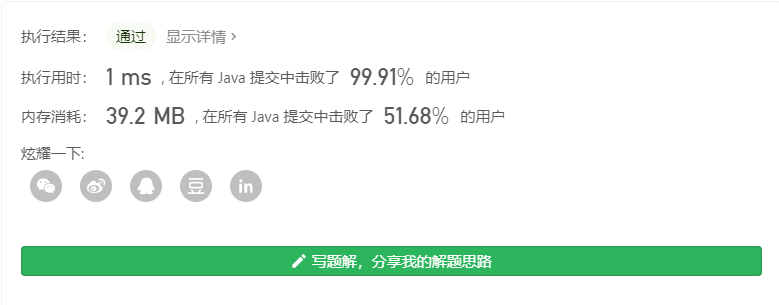 执行结果： 通过 显示详情 ›
执行用时： 1 ms , 在所有 Java 提交中击败了 99.91% 的用户
内存消耗： 39.2 MB , 在所有 Java 提交中击败了 51.68% 的用户
炫耀一下:
豆 in
写题解，分享我的解题思路